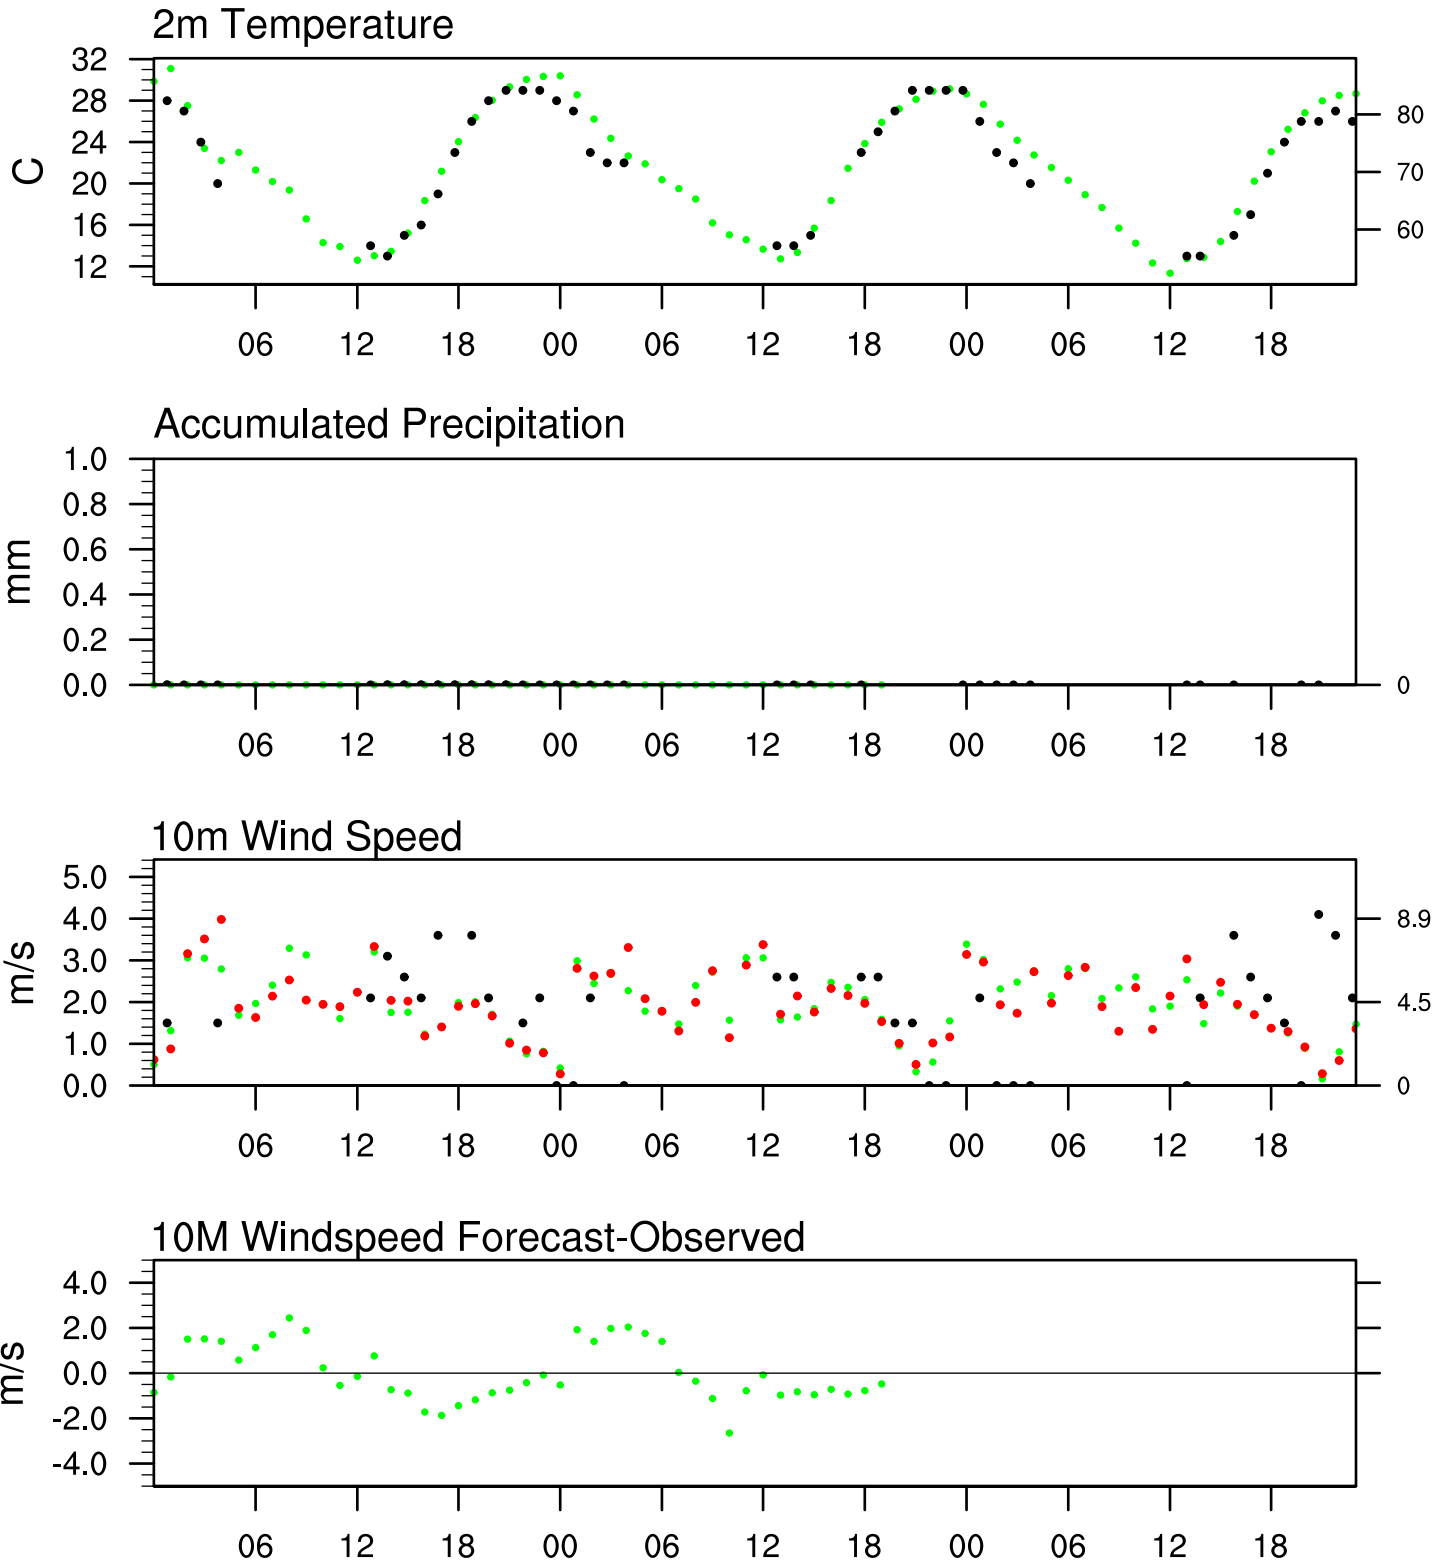 2m Temperature
32
28
24
20
16
12
C
80
70
60
06 12 18 00 06 12 18 00 06 12 18
Accumulated Precipitation
1.0
0.8
0.6
0.4
0.2
0.0
mm
0
06 12 18 00 06 12 18 00 06 12 18
10m Wind Speed
5.0
4.0
3.0
2.0
1.0
0.0
m/s
8.9
4.5
0
06 12 18 00 06 12 18 00 06 12 18
10M Windspeed Forecast-Observed
4.0
2.0
0.0
-2.0
-4.0
m/s
06 12 18 00 06 12 18 00 06 12 18